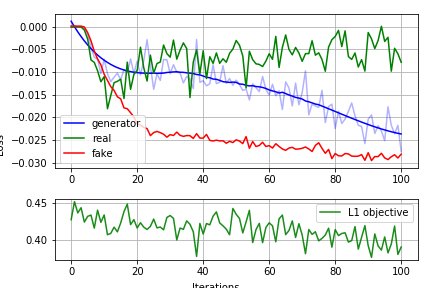 0.000
−0.005
−0.010
−0.015
−0.020
−0.025
−0.030
Loss
generator
real
fake
0 20 40 60 80 100
0.45
0.40
L1 objective
0 20 40 60 80 100
Iterations